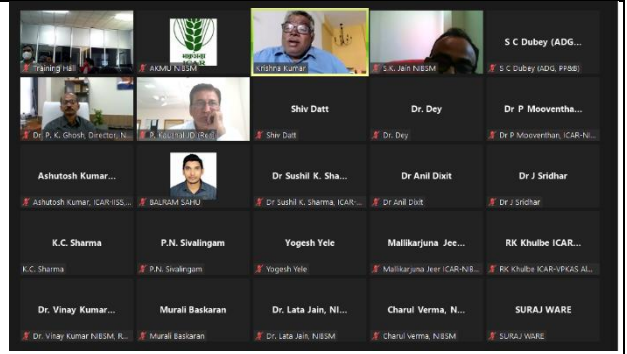 S C Dubey (ADG...
Training Hall
AKMU NIBSM
Krishna Kumar
S.K. Jain NIBSM
S C Dubey (ADG, PP&B)
Shiv Datt
Dr. Dey
Dr P Mooventha...
Dr. P. K. Ghosh, Director, N...
P. Kaushal, JD (Res)
Shiv Datt
Dr. Dey
Dr P Mooventhan, ICAR-NI...
Ashutosh Kumar...
Dr Sushil K. Sha...
Dr Anil Dixit
Dr J Sridhar
Ashutosh Kumar, ICAR-IISS,...
BALRAM SAHU
Dr Sushil K. Sharma, ICAR-...
Dr Anil Dixit
Dr J Sridhar
K.C. Sharma
P.N. Sivalingam
Yogesh Yele
Mallikarjuna Jee...
RK Khulbe ICAR...
K.C. Sharma
P.N. Sivalingam
Yogesh Yele
Mallikarjuna Jeer ICAR-NIB...
RK Khulbe ICAR-VPKAS Al...
Dr. Vinay Kumar...
Murali Baskaran
Dr. Lata Jain, NI...
Charul Verma, N...
SURAJ WARE
Dr. Vinay Kumar NIBSM, R...
Murali Baskaran
Dr. Lata Jain, NIBSM
Charul Verma, NIBSM
SURAJ WARE